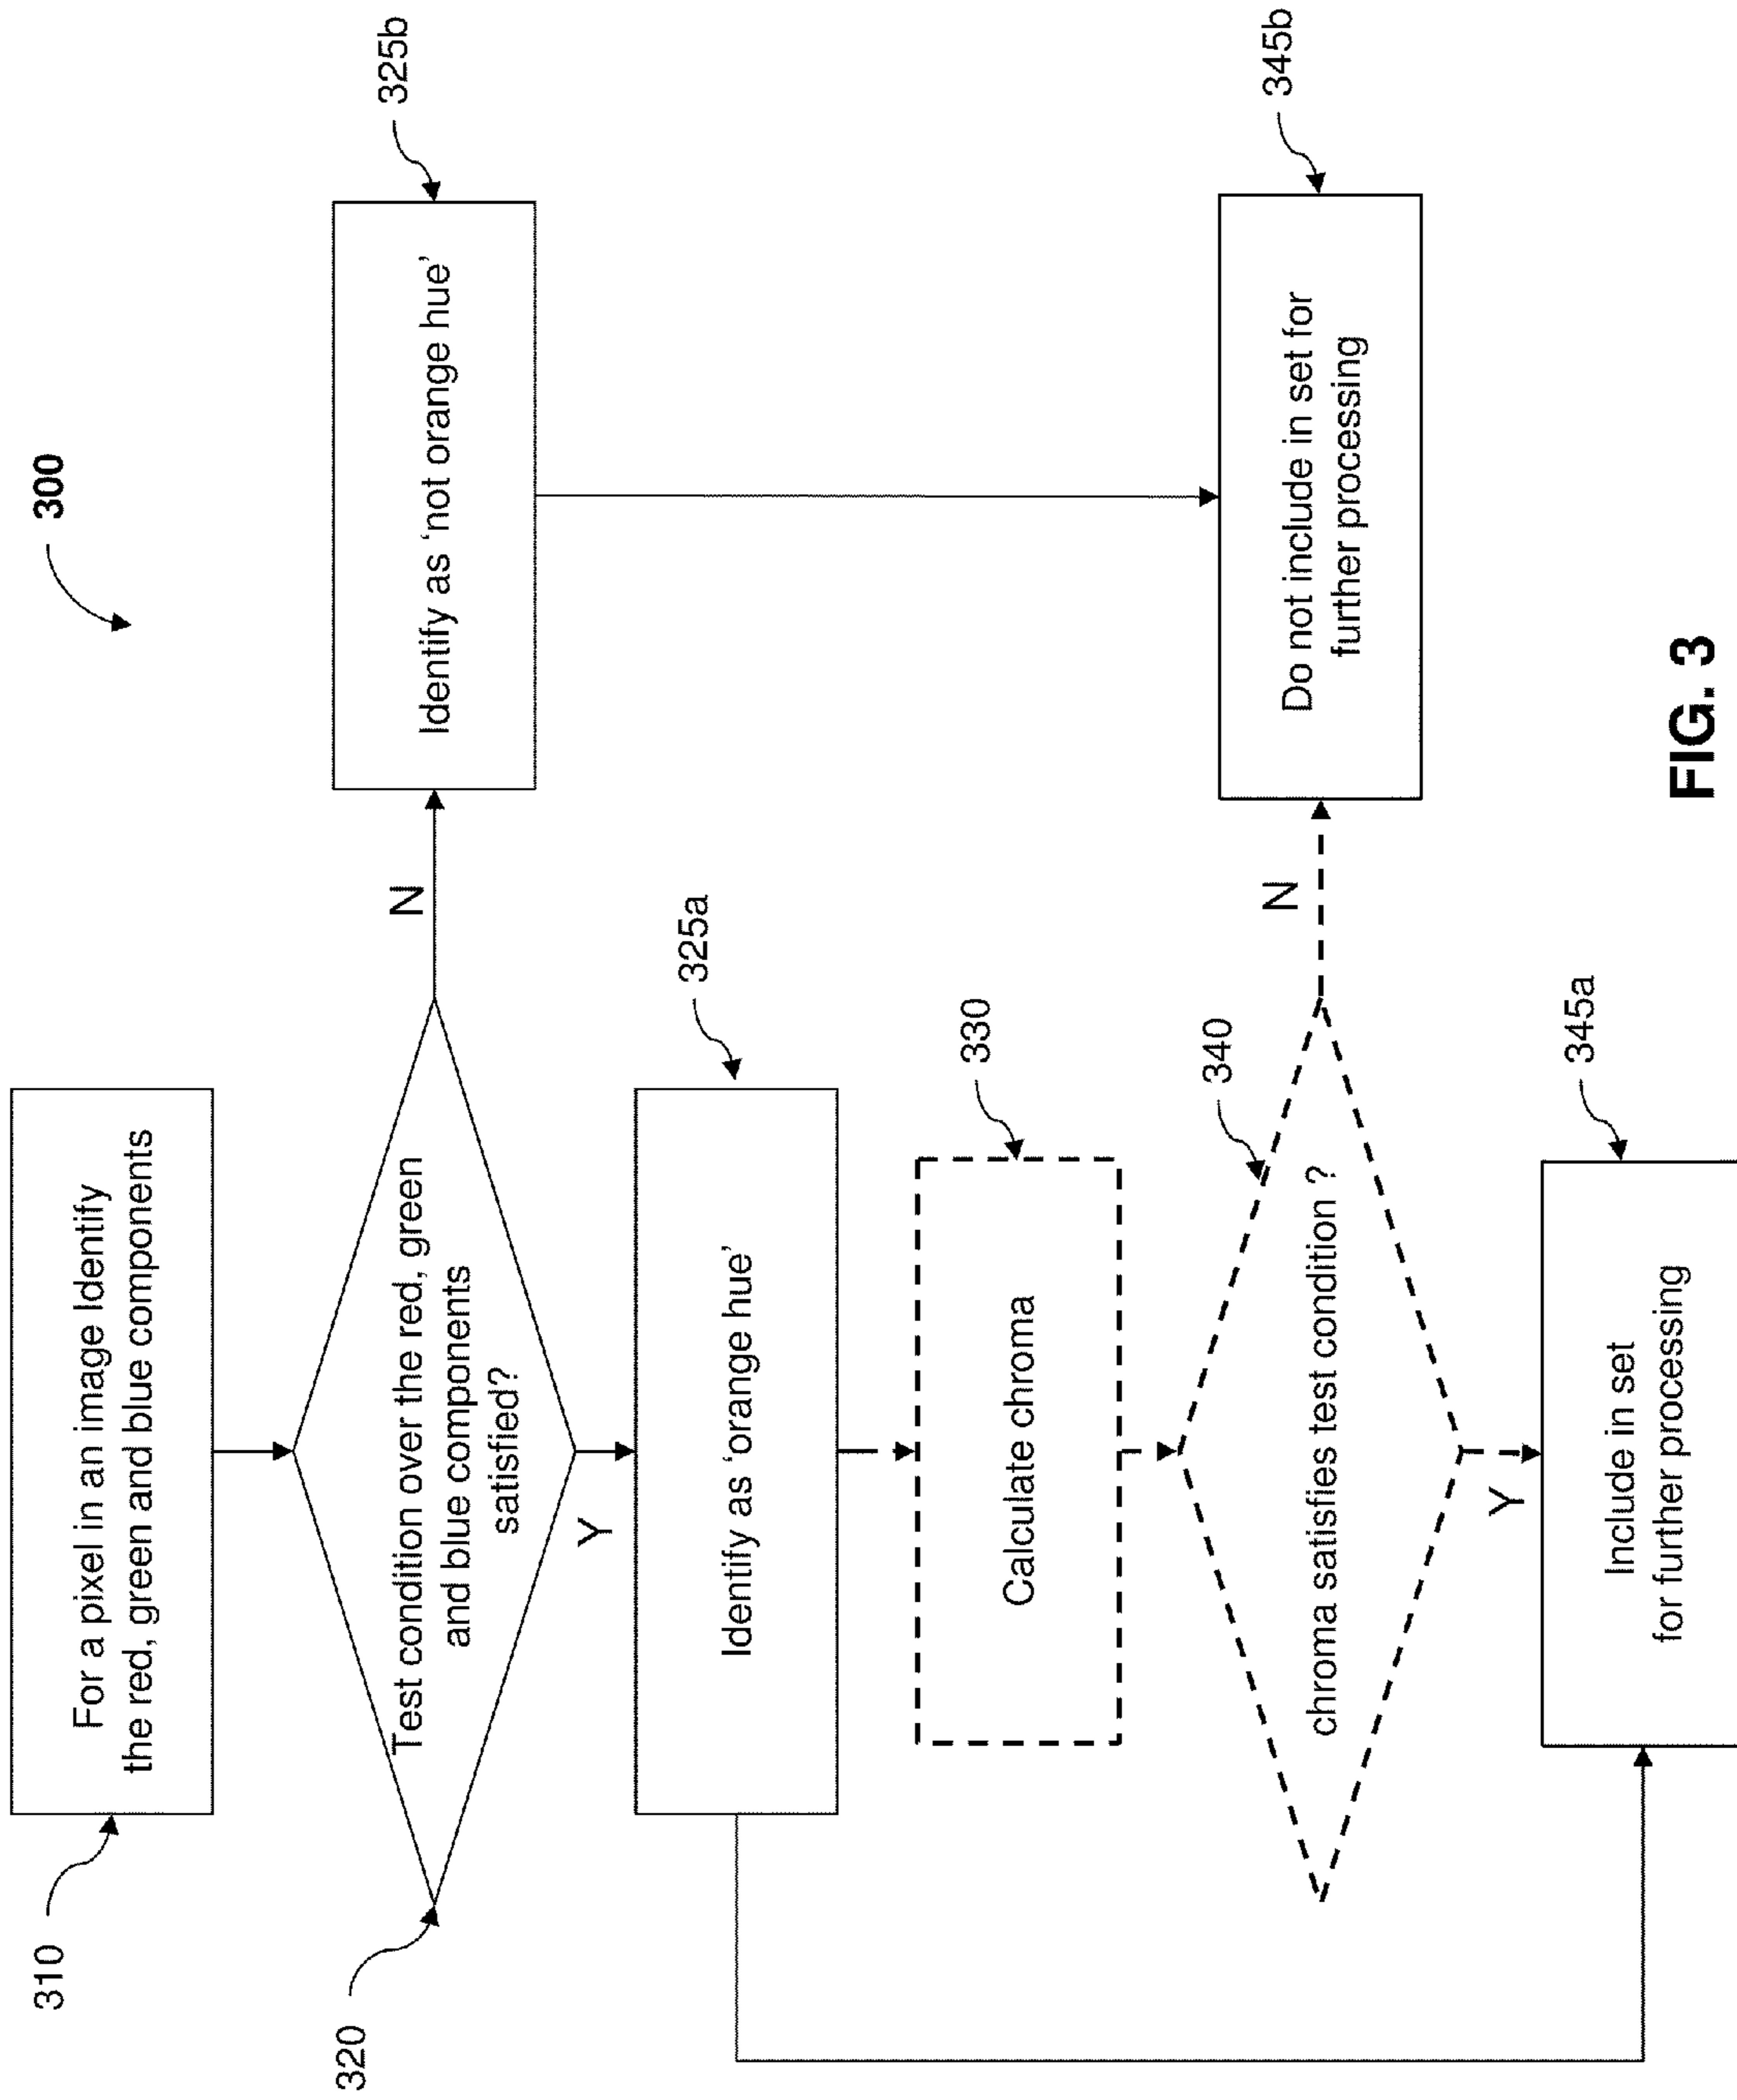 300
310
For a pixel in an image Identify
the red, green and blue components
320
Test condition over the red, green
and blue components
satisfied?
N
325b
Identify as ‘not orange hue’
Y
325a
Identify as ‘orange hue’
330
Calculate chroma
340
chroma satisfies test condition ?
N
345b
Do not include in set for
further processing
Y
345a
Include in set
for further processing
FIG. 3